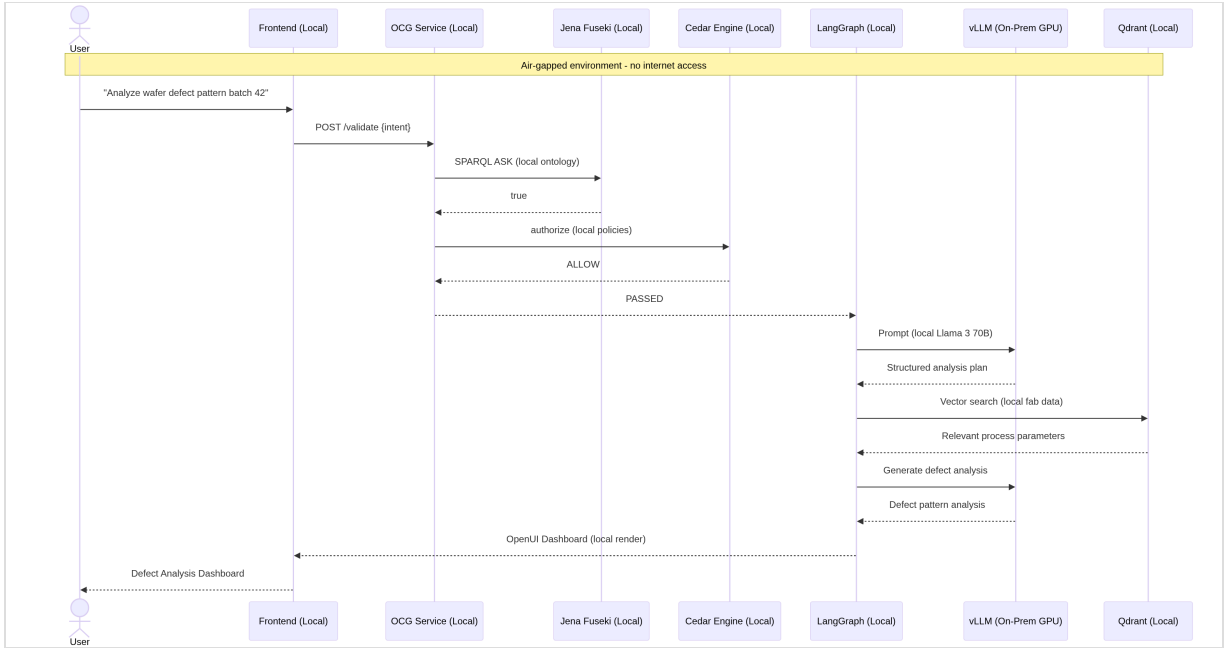 User
Frontend (Local)
OCG Service (Local)
Jena Fuseki (Local)
Cedar Engine (Local)
LangGraph (Local)
vLLM (On-Prem GPU)
Qdrant (Local)
Air-gapped environment - no internet access
"Analyze wafer defect pattern batch 42"
POST /validate {intent}
SPARQL ASK (local ontology)
true
authorize (local policies)
ALLOW
PASSED
Prompt (local Llama 3 70B)
Structured analysis plan
Vector search (local fab data)
Relevant process parameters
Generate defect analysis
Defect pattern analysis
OpenUI Dashboard (local render)
Defect Analysis Dashboard
User
Frontend (Local)
OCG Service (Local)
Jena Fuseki (Local)
Cedar Engine (Local)
LangGraph (Local)
vLLM (On-Prem GPU)
Qdrant (Local)